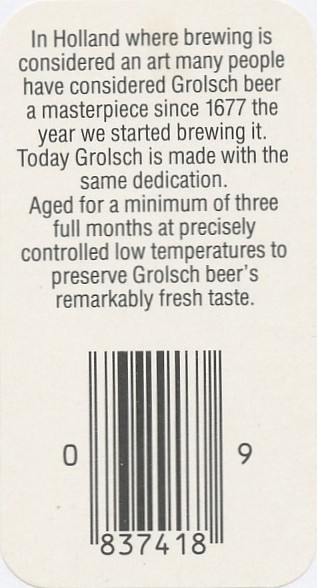 In Holland where brewing is
considered an art many people
have considered Grolsch beer
a masterpiece since 1677 the
year we started brewing it.
Today Grolsch is made with the
same dedication.
Aged for a minimum of three
full months at precisely
controlled low temperatures to
preserve Grolsch beer's
remarkably fresh taste.
0 9
837418